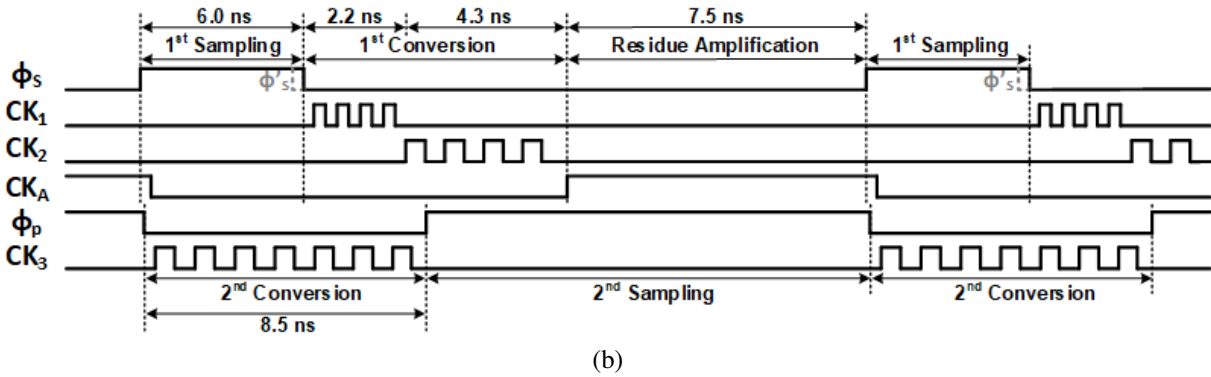 6.0 ns 2.2 ns 4.3 ns 7.5 ns
1st Sampling 1st Conversion Residue Amplification 1st Sampling
ϕS ϕ's ϕ's
CK1
CK2
CKA
ϕp
CK3
2nd Conversion 2nd Sampling 2nd Conversion
8.5 ns
(b)